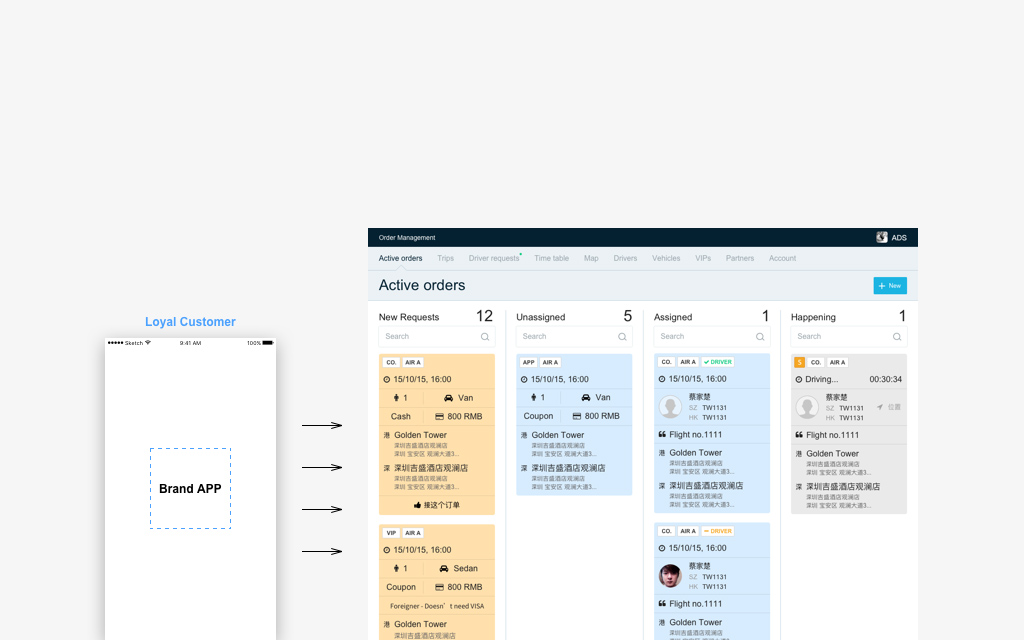 Loyal Customer
Sketch
9:41 AM
100%
Brand APP
Order Management
ADS
Active orders
Trips
Driver requests
Time table
Map
Drivers
Vehicles
VIPs
Partners
Account
Active orders
New
New Requests 12
Search
CO. AIR A
15/10/15, 16:00
1 Van
Cash 800 RMB
港 Golden Tower
深圳吉盛酒店观澜店
深圳 宝安区 观澜大道3...
深 深圳吉盛酒店观澜店
深圳吉盛酒店观澜店
深圳 宝安区 观澜大道3...
接这个订单
VIP AIR A
15/10/15, 16:00
1 Sedan
Coupon 800 RMB
Foreigner - Doesn't need VISA
港 Golden Tower
深圳吉盛酒店观澜店
Unassigned 5
Search
APP AIR A
15/10/15, 16:00
1 Van
Coupon 800 RMB
港 Golden Tower
深圳吉盛酒店观澜店
深圳 宝安区 观澜大道3...
深 深圳吉盛酒店观澜店
深圳吉盛酒店观澜店
深圳 宝安区 观澜大道3...
Assigned 1
Search
CO. AIR A DRIVER
15/10/15, 16:00
蔡家楚
SZ TW1131
HK TW1131
Flight no.1111
港 Golden Tower
深圳吉盛酒店观澜店
深圳 宝安区 观澜大道3...
深 深圳吉盛酒店观澜店
深圳吉盛酒店观澜店
深圳 宝安区 观澜大道3...
CO. AIR A DRIVER
15/10/15, 16:00
蔡家楚
SZ TW1131
HK TW1131
Flight no.1111
港 Golden Tower
深圳吉盛酒店观澜店
Happening 1
Search
S CO. AIR A
Driving... 00:30:34
蔡家楚
SZ TW1131
HK TW1131
位置
Flight no.1111
港 Golden Tower
深圳吉盛酒店观澜店
深圳 宝安区 观澜大道3...
深 深圳吉盛酒店观澜店
深圳吉盛酒店观澜店
深圳 宝安区 观澜大道3...